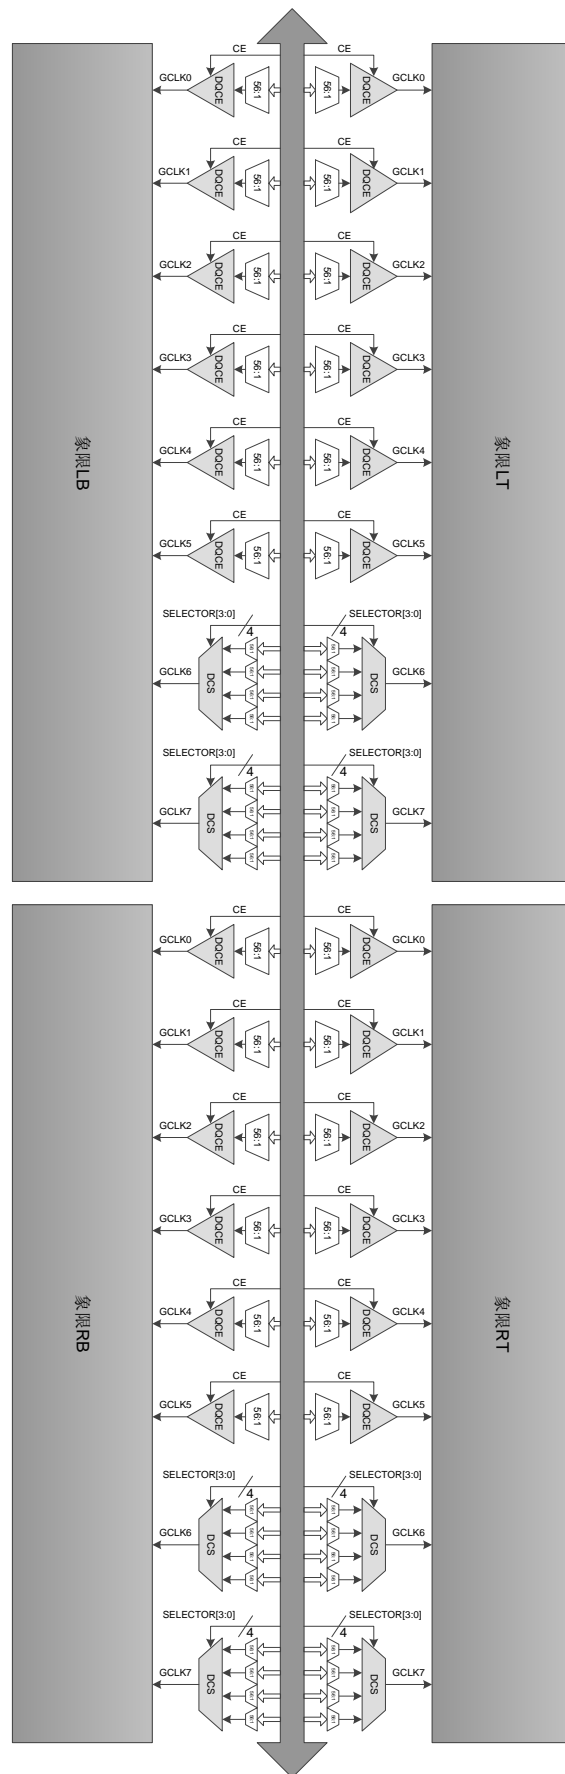 CE
CE
GCLK0
DQCE
56:1
56:1
DQCE
GCLK0
CE
CE
GCLK1
DQCE
56:1
56:1
DQCE
GCLK1
CE
CE
GCLK2
DQCE
56:1
56:1
DQCE
GCLK2
CE
CE
GCLK3
DQCE
56:1
56:1
DQCE
GCLK3
象限LB
象限LT
CE
CE
GCLK4
DQCE
56:1
56:1
DQCE
GCLK4
CE
CE
GCLK5
DQCE
56:1
56:1
DQCE
GCLK5
SELECTOR[3:0]
SELECTOR[3:0]
4
4
GCLK6
DCS
DCS
GCLK6
SELECTOR[3:0]
SELECTOR[3:0]
4
4
GCLK7
DCS
DCS
GCLK7
CE
CE
GCLK0
DQCE
56:1
56:1
DQCE
GCLK0
CE
CE
GCLK1
DQCE
56:1
56:1
DQCE
GCLK1
CE
CE
GCLK2
DQCE
56:1
56:1
DQCE
GCLK2
CE
CE
GCLK3
DQCE
56:1
56:1
DQCE
GCLK3
象限RB
象限RT
CE
CE
GCLK4
DQCE
56:1
56:1
DQCE
GCLK4
CE
CE
GCLK5
DQCE
56:1
56:1
DQCE
GCLK5
SELECTOR[3:0]
SELECTOR[3:0]
4
4
GCLK6
DCS
DCS
GCLK6
SELECTOR[3:0]
SELECTOR[3:0]
4
4
GCLK7
DCS
DCS
GCLK7